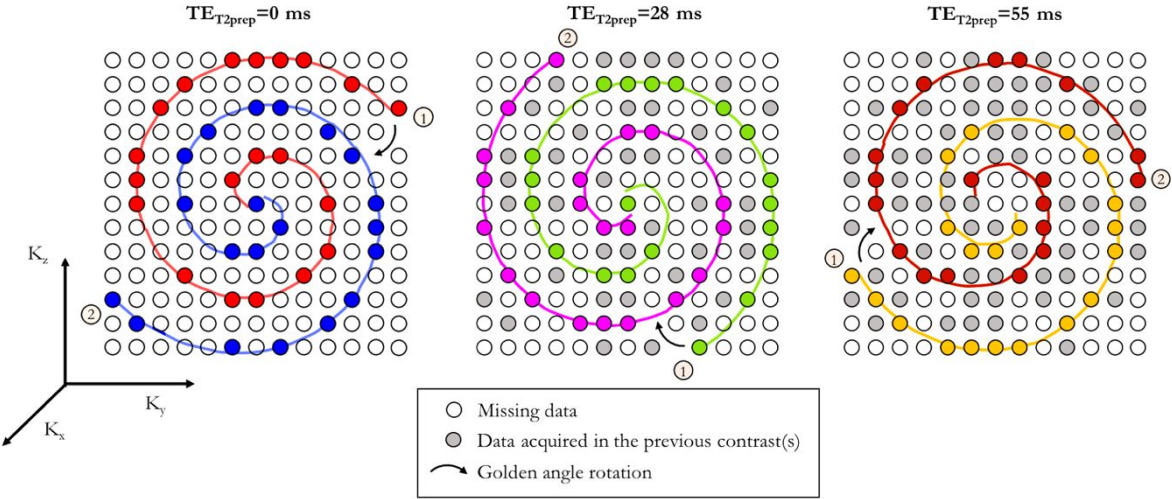 TE_T2prep=0 ms
TE_T2prep=28 ms
TE_T2prep=55 ms
1
2
2
1
2
1
K_z
K_y
K_x
Missing data
Data acquired in the previous contrast(s)
Golden angle rotation